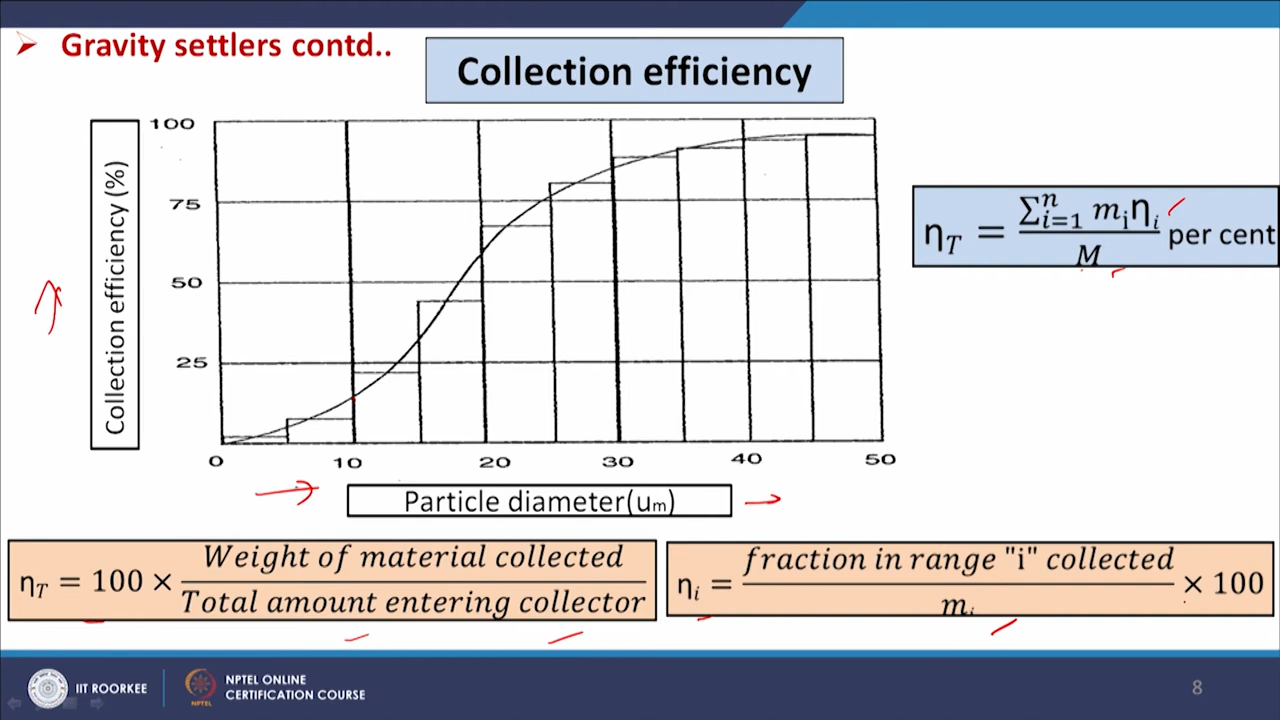 ➢ Gravity settlers contd..
Collection efficiency
Collection efficiency (%)
100
75
50
25
0 10 20 30 40 50
Particle diameter(um)
η_T = ∑_{i=1}^{n} m_i η_i / M per cent
η_T = 100 × Weight of material collected / Total amount entering collector
η_i = fraction in range "i" collected / m_i × 100
IIT ROORKEE
NPTEL ONLINE
CERTIFICATION COURSE
NPTEL
8